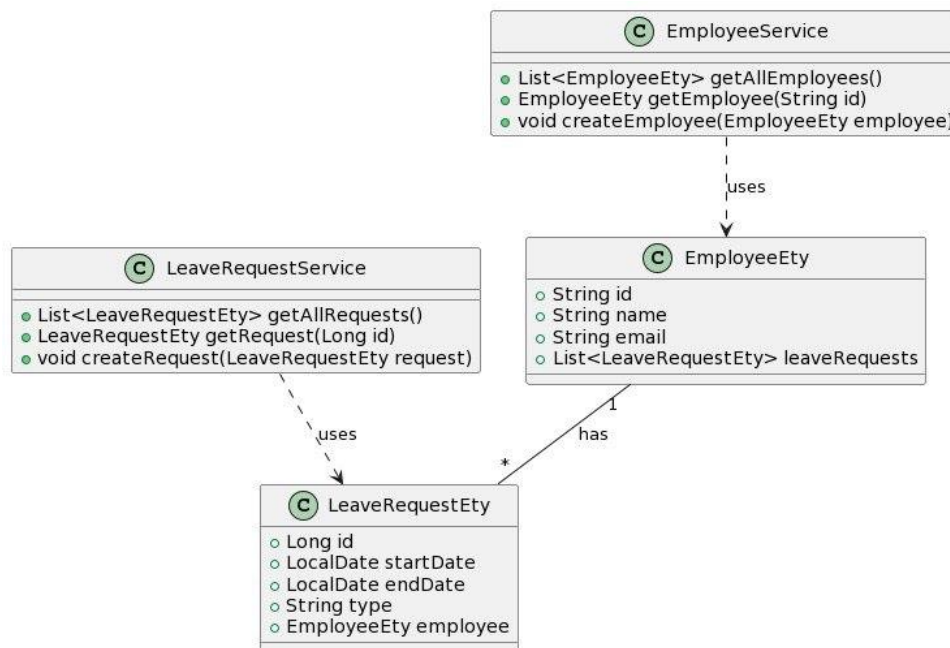 C EmployeeService
List<EmployeeEty> getAllEmployees()
EmployeeEty getEmployee(String id)
void createEmployee(EmployeeEty employee)
uses
C LeaveRequestService
List<LeaveRequestEty> getAllRequests()
LeaveRequestEty getRequest(Long id)
void createRequest(LeaveRequestEty request)
C EmployeeEty
String id
String name
String email
List<LeaveRequestEty> leaveRequests
uses
1
has
*
C LeaveRequestEty
Long id
LocalDate startDate
LocalDate endDate
String type
EmployeeEty employee